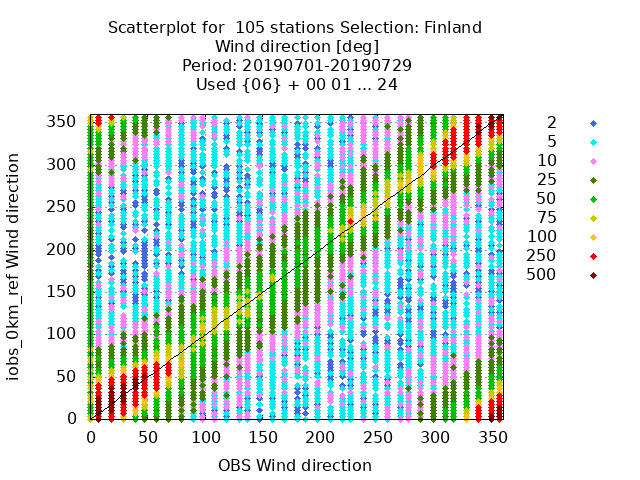 Scatterplot for  105 stations Selection: Finland
Wind direction [deg]
Period: 20190701-20190729
Used {06} + 00 01 ... 24
iobs_0km_ref Wind direction
350
300
250
200
150
100
50
0
0 50 100 150 200 250 300 350
OBS Wind direction
2
5
10
25
50
75
100
250
500